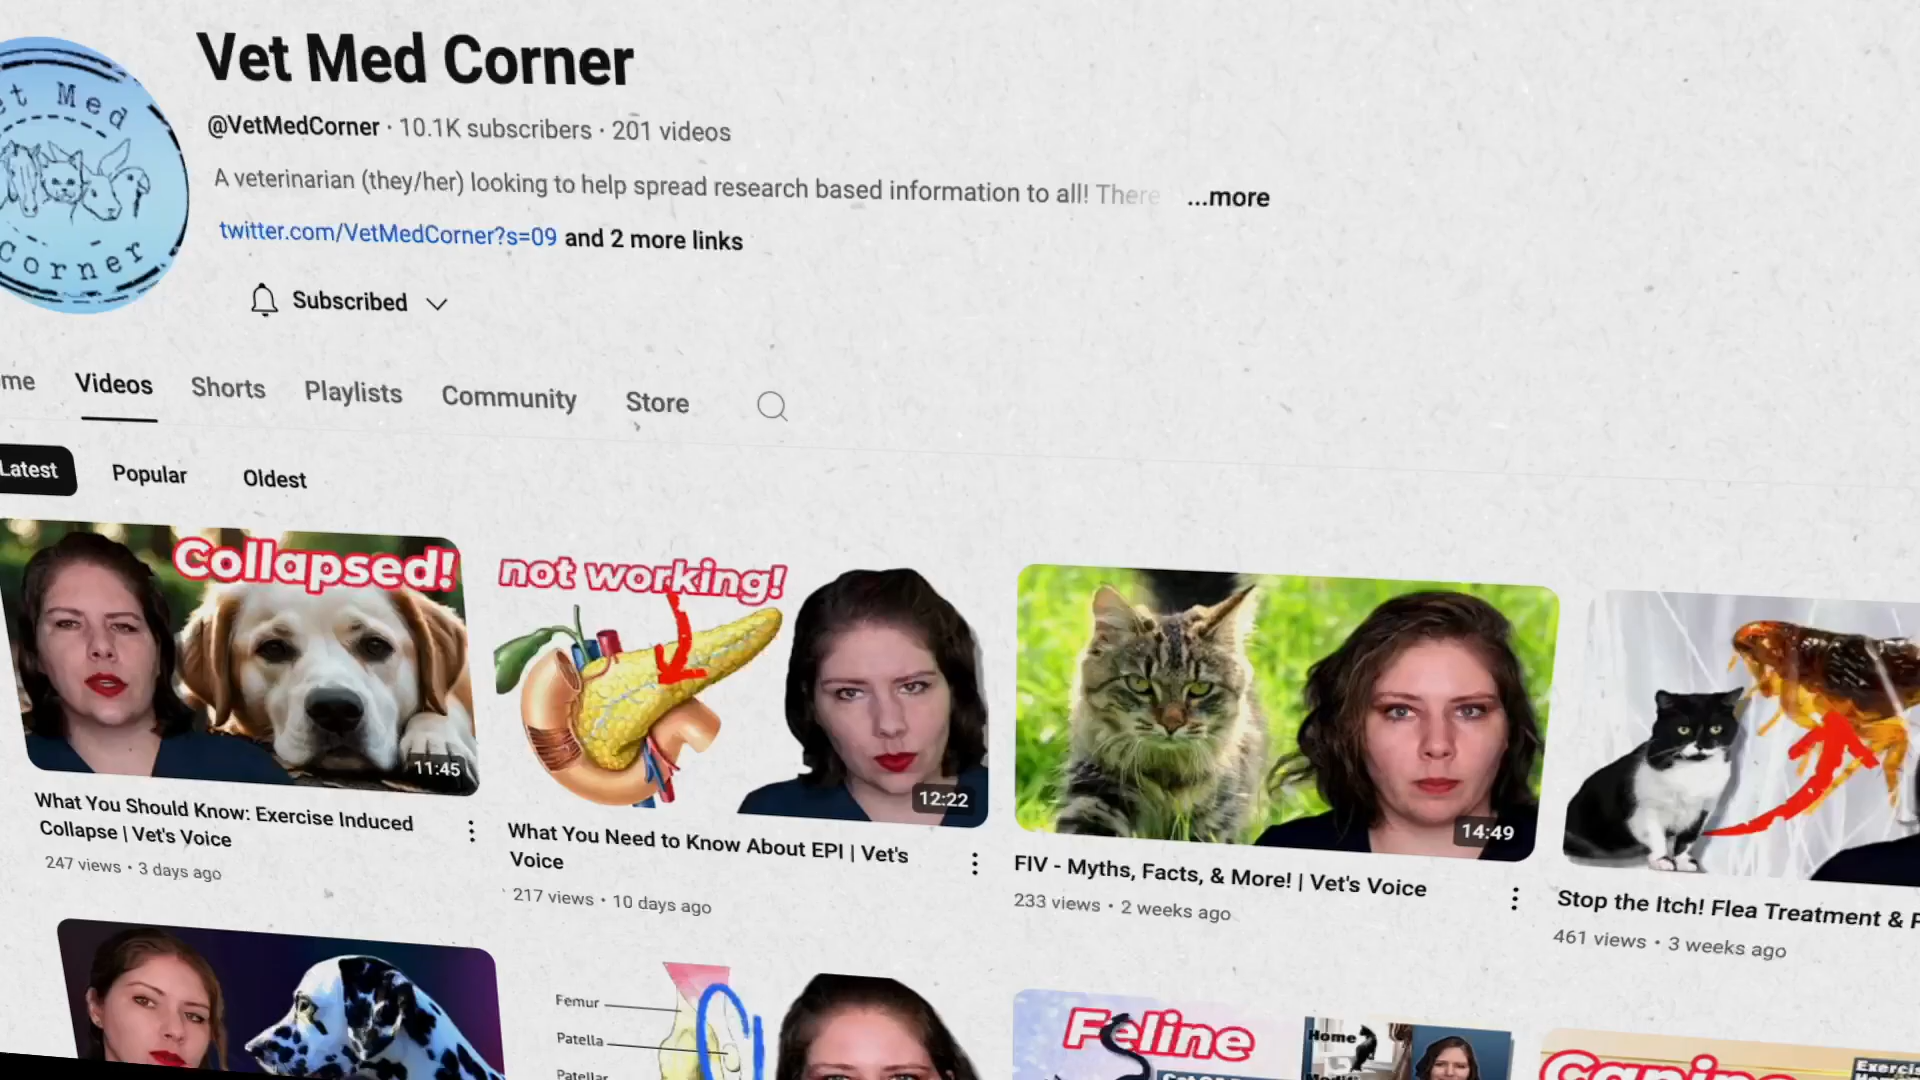 Vet Med Corner
@VetMedCorner · 10.1K subscribers · 201 videos
A veterinarian (they/her) looking to help spread research based information to all! There ...more
twitter.com/VetMedCorner?s=09 and 2 more links
Subscribed
Med
Corner
Videos Shorts Playlists Community Store
Latest Popular Oldest
Collapsed!
11:45
What You Should Know: Exercise Induced
Collapse | Vet's Voice
247 views • 3 days ago
not working!
12:22
What You Need to Know About EPI | Vet's
Voice
217 views • 10 days ago
14:49
FIV - Myths, Facts, & More! | Vet's Voice
233 views • 2 weeks ago
Stop the Itch! Flea Treatment &
461 views • 3 weeks ago
Femur
Patella
Patellar
Feline
Home
Canine